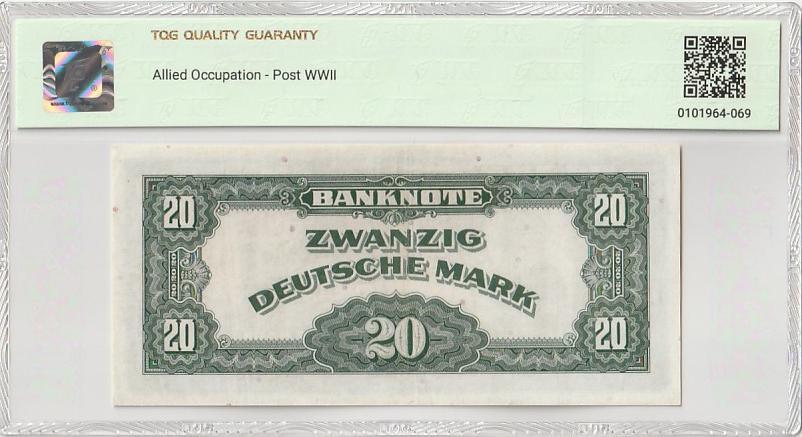 TQG QUALITY GUARANTY
Allied Occupation - Post WWII
0101964-069
BANKNOTE
20 20
ZWANZIG
DEUTSCHE MARK
20 20 20